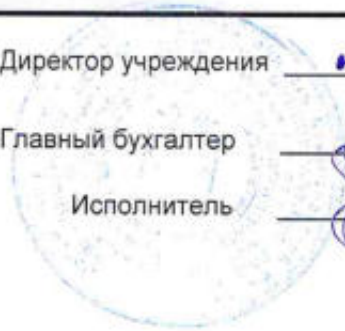 Директор учреждения
Главный бухгалтер
Исполнитель